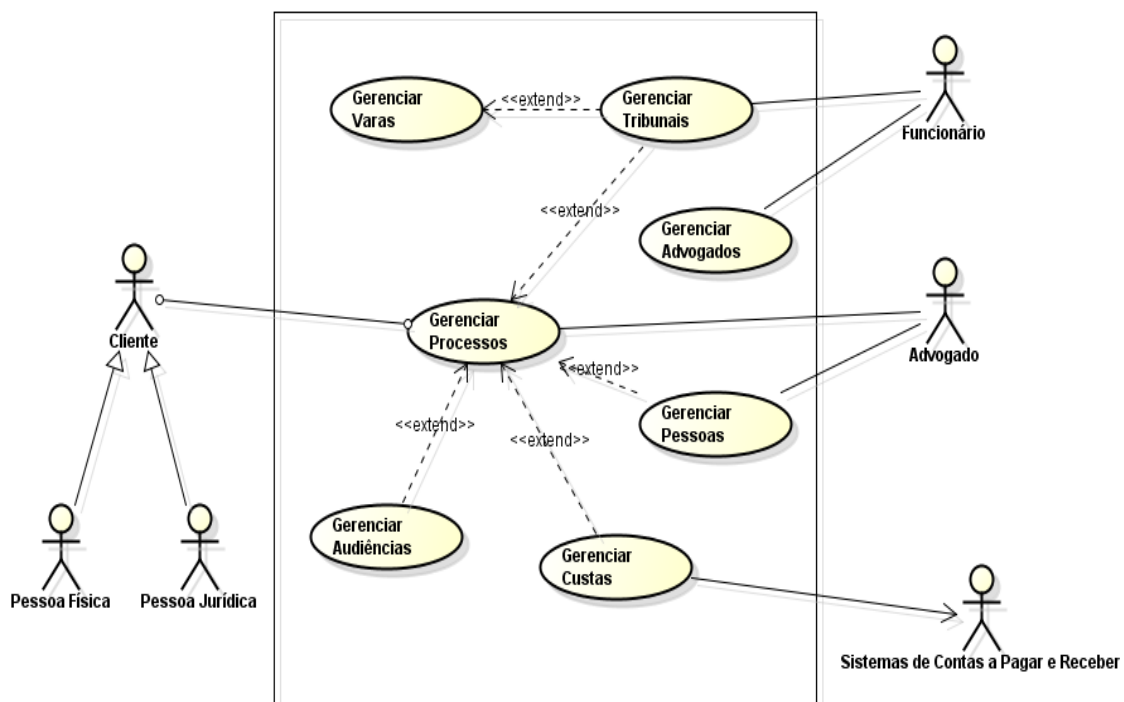 Gerenciar
Varas
<<extend>>
Gerenciar
Tribunais
Funcionário
<<extend>>
Gerenciar
Advogados
Cliente
Gerenciar
Processos
Advogado
<<extend>>
Gerenciar
Pessoas
<<extend>>
<<extend>>
Gerenciar
Audiências
Gerenciar
Custas
Pessoa Física
Pessoa Jurídica
Sistemas de Contas a Pagar e Receber